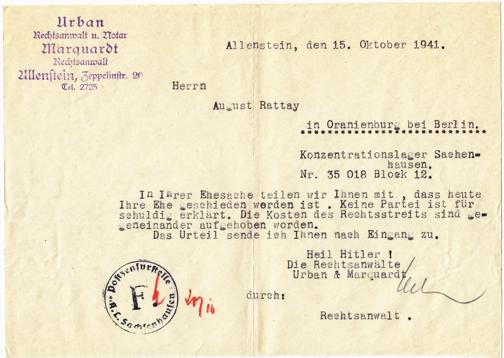 Urban
Rechtsanwalt u. Notar
Marquardt
Rechtsanwalt
Allenstein, Zeppelinstr. 20
Tel. 2725
Allenstein, den 15. Oktober 1941.
Herrn
August Rattay
in Oranienburg bei Berlin.
Konzentrationslager Sachen-
hausen.
Nr. 35 018 Block 12.
In Ihrer Ehesache teilen wir Ihnen mit , dass heute
Ihre Ehe geschieden worden ist . Keine Partei ist für
schuldig erklärt. Die Kosten des Rechtsstreits sind ge-
geneinander aufgehoben worden.
Das Urteil sende ich Ihnen nach Eingang zu.
Heil Hitler !
Die Rechtsanwälte
Urban & Marquardt
durch:
Rechtsanwalt .
Postzensurstelle
F
K.L. Sachsenhausen